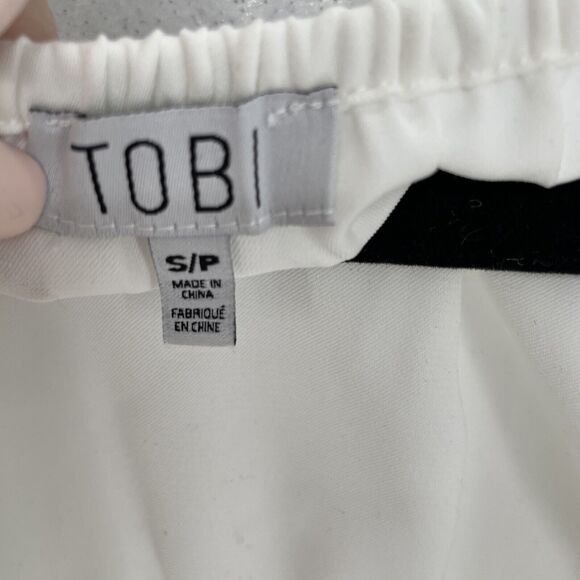 TOBI
S/P
MADE IN
CHINA
FABRIQUÉ
EN CHINE